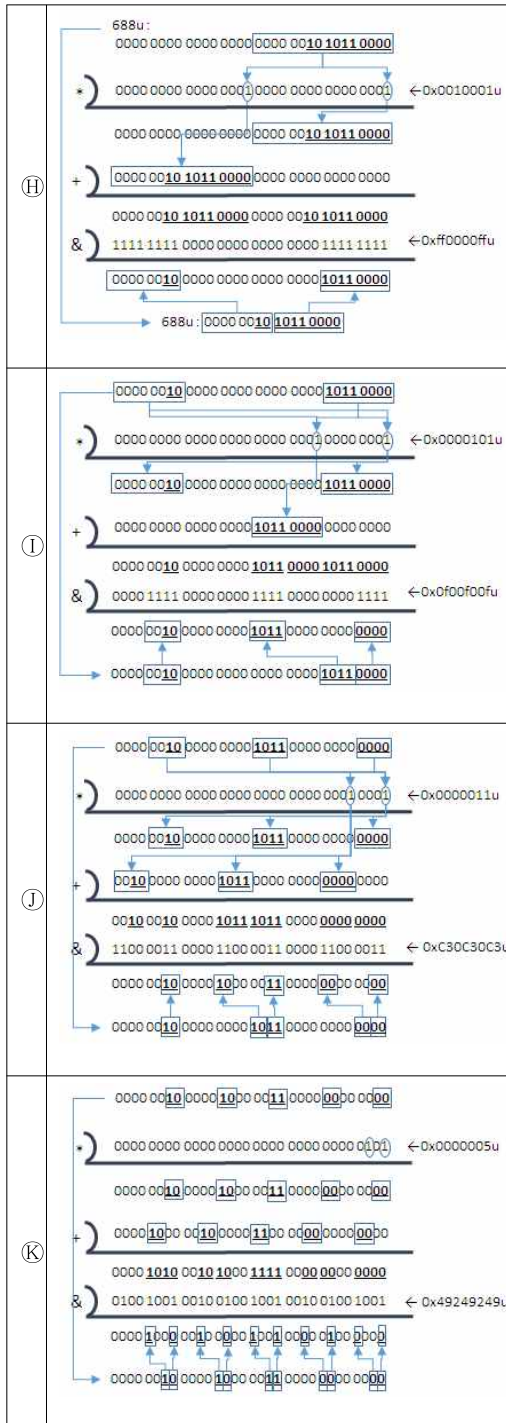 Ⓗ
688u:
0000 0000 0000 0000 0000 0010 1011 0000
* 0000 0000 0000 0001 0000 0000 0000 0001 ←0x0010001u
0000 0000 0000 0000 0000 0010 1011 0000
+ 0000 0010 1011 0000 0000 0000 0000 0000
0000 0010 1011 0000 0000 0010 1011 0000
& 1111 1111 0000 0000 0000 0000 1111 1111 ←0xff0000ffu
0000 0010 0000 0000 0000 0000 1011 0000
688u: 0000 0010 1011 0000
Ⓘ
0000 0010 0000 0000 0000 0000 1011 0000
* 0000 0000 0000 0000 0000 0001 0000 0001 ←0x0000101u
0000 0010 0000 0000 0000 0000 1011 0000
+ 0000 0000 0000 0000 1011 0000 0000 0000
0000 0010 0000 0000 1011 0000 1011 0000
& 0000 1111 0000 0000 1111 0000 0000 1111 ←0x0f00f00fu
0000 0010 0000 0000 1011 0000 0000 0000
0000 0010 0000 0000 0000 0000 1011 0000
Ⓙ
0000 0010 0000 0000 1011 0000 0000 0000
* 0000 0000 0000 0000 0000 0000 0001 0001 ←0x0000011u
0000 0010 0000 0000 1011 0000 0000 0000
+ 0010 0000 0000 1011 0000 0000 0000 0000
0010 0010 0000 1011 1011 0000 0000 0000
& 1100 0011 0000 1100 0011 0000 1100 0011 ← 0xC30C30C3u
0000 0010 0000 1000 0011 0000 0000 0000
0000 0010 0000 0000 1011 0000 0000 0000
Ⓚ
0000 0010 0000 1000 0011 0000 0000 0000
* 0000 0000 0000 0000 0000 0000 0000 0101 ←0x0000005u
0000 0010 0000 1000 0011 0000 0000 0000
+ 0000 1000 0010 0000 1100 0000 0000 0000
0000 1010 0010 1000 1111 0000 0000 0000
& 0100 1001 0010 0100 1001 0010 0100 1001 ← 0x49249249u
0000 0010 0000 1000 0011 0000 0000 0000